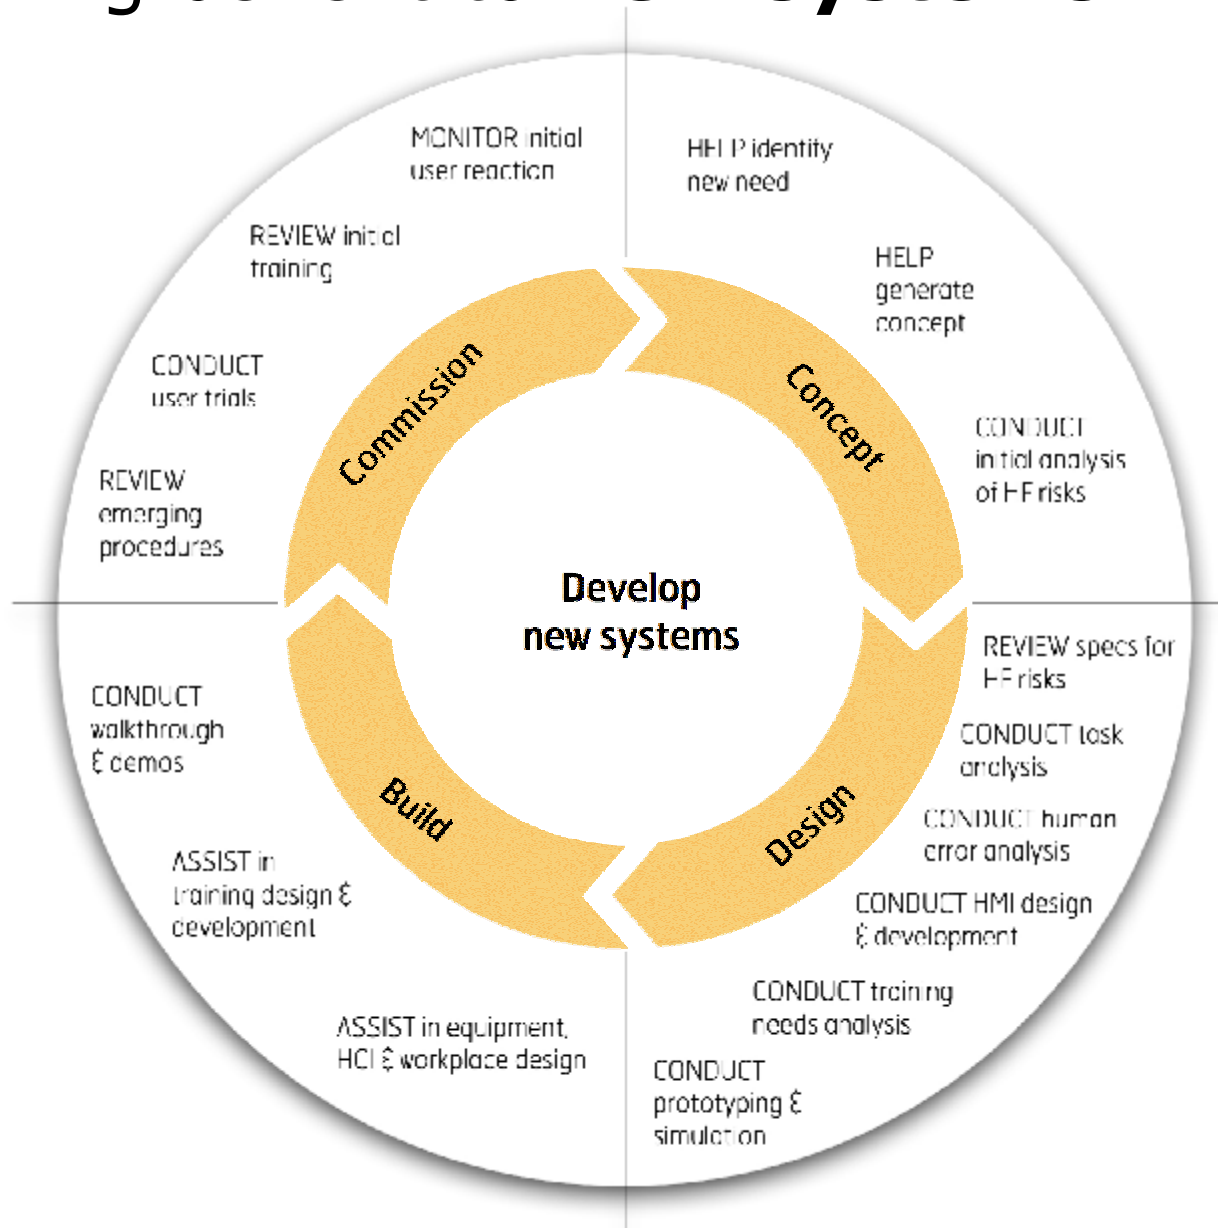 MONITOR initial
user reaction
REVIEW initial
training
CONDUCT
user trials
REVIEW
emerging
procedures
HELP identify
new need
HELP
generate
concept
CONDUCT
initial analysis
of HF risks
Commission
Concept
Develop
new systems
Build
Design
REVIEW specs for
HF risks
CONDUCT task
analysis
CONDUCT human
error analysis
CONDUCT HMI design
& development
CONDUCT training
needs analysis
CONDUCT
prototyping &
simulation
CONDUCT
walkthrough
& demos
ASSIST in
training design &
development
ASSIST in equipment,
HCI & workplace design